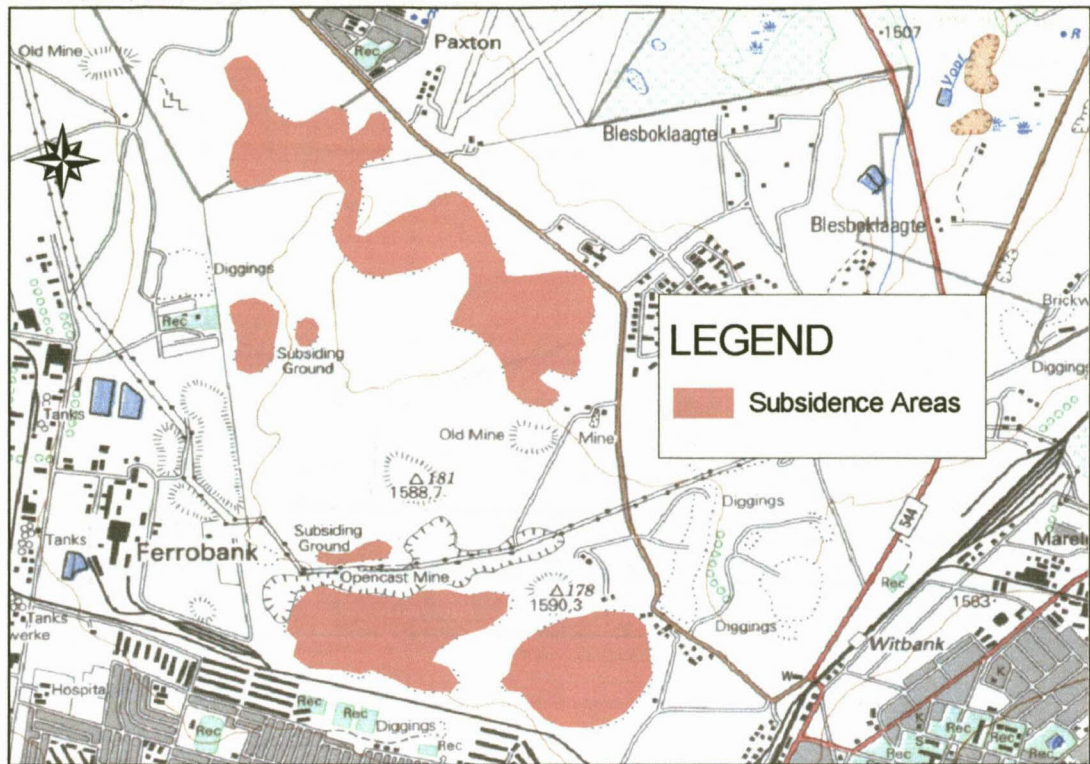 Old Mine
Rec
Paxton
1507
R
Blesboklaagte
Blesboklaagte
Diggings
Rec
Subsiding
Ground
Brickw
Diggings
LEGEND
Subsidence Areas
Tanks
Old Mine
Mine
181
1588,7
Diggings
544
Tanks
Ferrobank
Subsiding
Ground
Opencast Mine
178
1590,3
Rec
Marel
1563
Tanks
werke
Diggings
Witbank
W
K
Hospita
Rec
Rec
Rec
Diggings
Rec
K
S
Rec
Rec
Rec
Rec